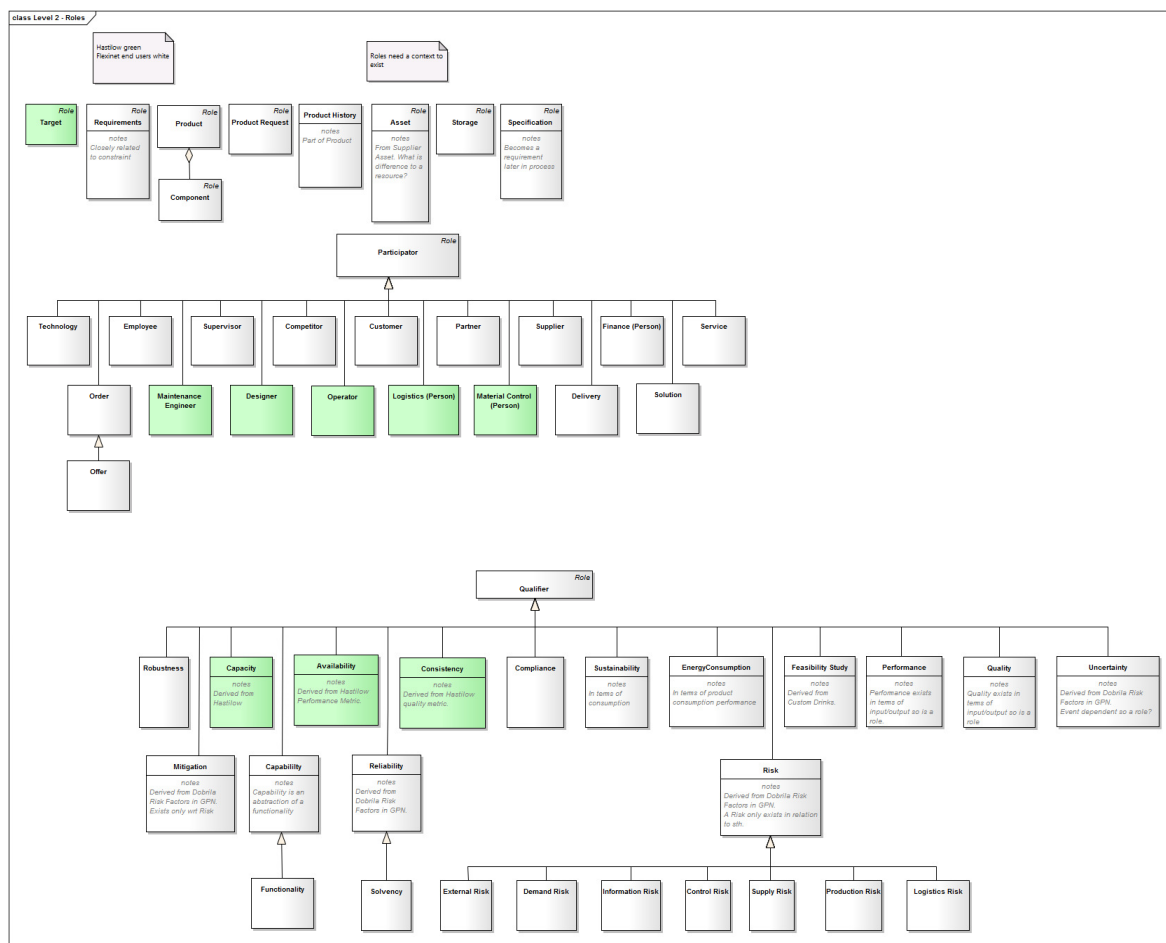 class Level 2 - Roles
Hastilow green
Flexinet end users white
Roles need a context to
exist
Role
Target
Role
Requirements
notes
Closely related
to constraint
Role
Product
Role
Component
Role
Product Request
Product History
notes
Part of Product
Role
Asset
notes
From Supplier
Asset. What is
difference to a
resource?
Role
Storage
Role
Specification
notes
Becomes a
requirement
later in process
Role
Participator
Technology
Employee
Supervisor
Competitor
Customer
Partner
Supplier
Finance (Person)
Service
Order
Maintenance
Engineer
Designer
Operator
Logistics (Person)
Material Control
(Person)
Delivery
Solution
Offer
Role
Qualifier
Robustness
Capacity
notes
Derived from
Hastilow
Availability
notes
Derived from Hastilow
Performance Metric.
Consistency
notes
Derived from Hastilow
quality metric.
Compliance
Sustainability
notes
In terms of
consumption
EnergyConsumption
notes
In terms of product
consumption perfomance
Feasibility Study
notes
Derived from
Custom Drinks.
Performance
notes
Perfomance exists
in terms of
input/output so is a
role.
Quality
notes
Quality exists in
terms of
input/output so is a
role
Uncertainty
notes
Derived from Dobrila Risk
Factors in GPN.
Event dependent so a role?
Mitigation
notes
Derived from Dobrila
Risk Factors in GPN.
Exists only wrt Risk
Capabililty
notes
Capability is an
abstraction of a
functionality
Reliability
notes
Derived from
Dobrila Risk
Factors in GPN.
Risk
notes
Derived from Dobrila Risk
Factors in GPN.
A Risk only exists in relation
to sth.
Functionality
Solvency
External Risk
Demand Risk
Information Risk
Control Risk
Supply Risk
Production Risk
Logistics Risk